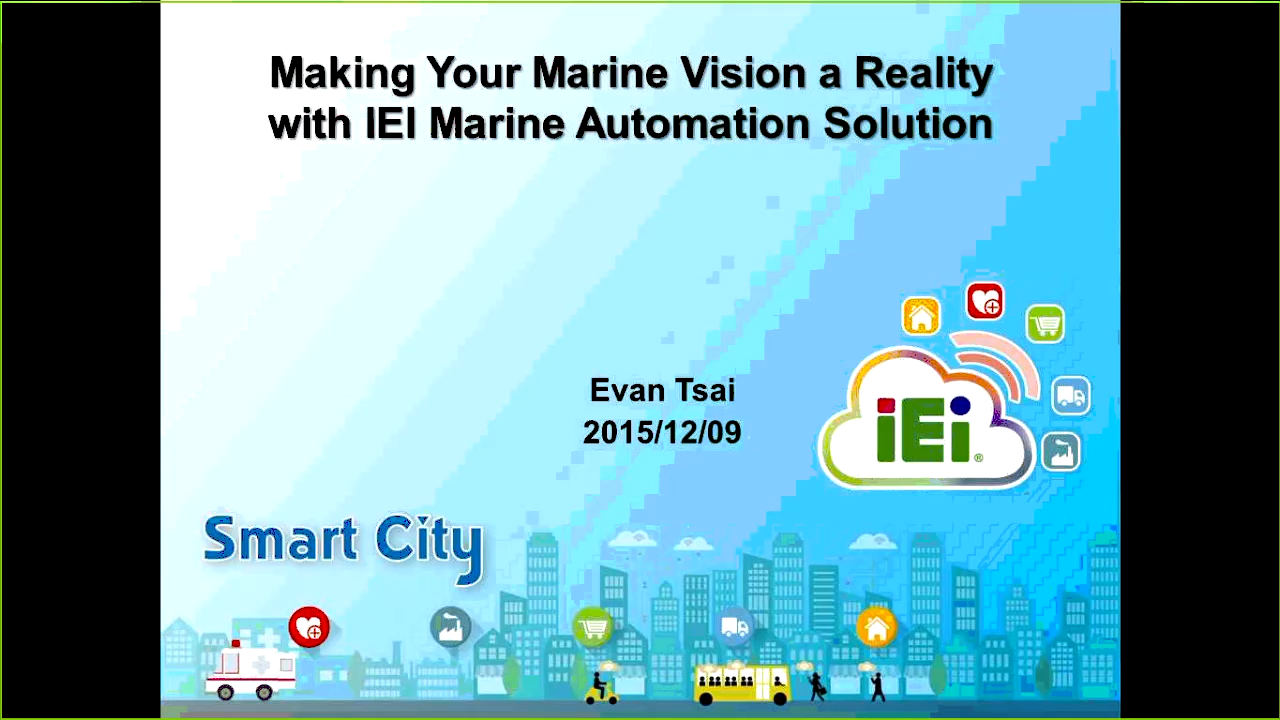 Making Your Marine Vision a Reality
with IEI Marine Automation Solution
Evan Tsai
2015/12/09
iEi®
Smart City